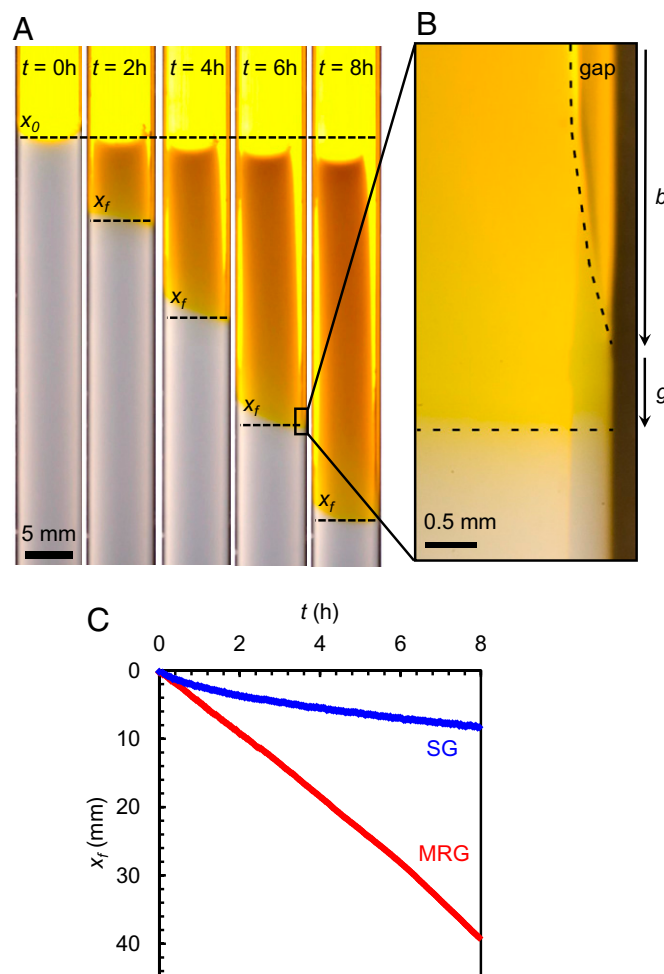 A
t = 0h
t = 2h
t = 4h
t = 6h
t = 8h
x0
xf
xf
xf
xf
5 mm
B
gap
b
g
0.5 mm
C
t (h)
0 2 4 6 8
0
10
20
30
40
xf (mm)
SG
MRG